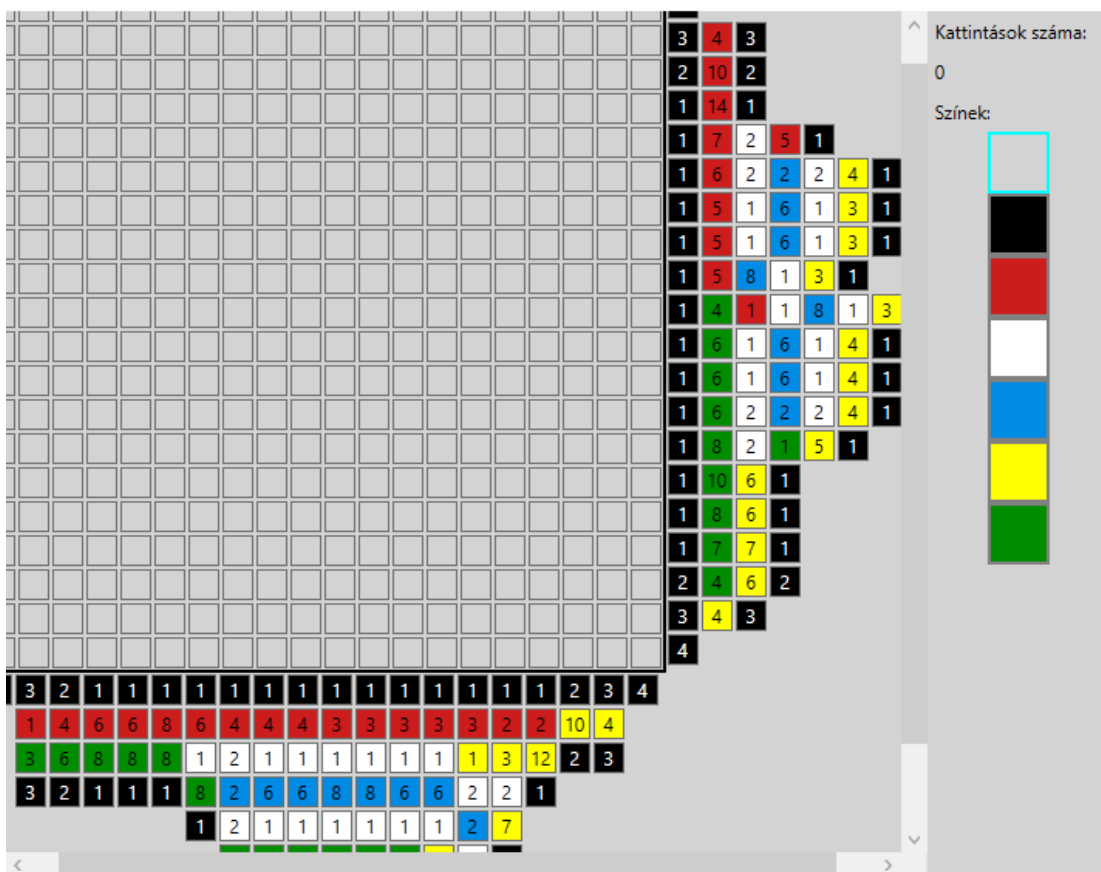 3 4 3
Kattintások száma:
2 10 2
0
1 14 1
Színek:
1 7 2 5 1
1 6 2 2 2 4 1
1 5 1 6 1 3 1
1 5 1 6 1 3 1
1 5 8 1 3 1
1 4 1 1 8 1 3
1 6 1 6 1 4 1
1 6 1 6 1 4 1
1 6 2 2 2 4 1
1 8 2 1 5 1
1 10 6 1
1 8 6 1
1 7 7 1
2 4 6 2
3 4 3
4
3 2 1 1 1 1 1 1 1 1 1 1 1 1 1 1 2 3 4
1 4 6 6 8 6 4 4 4 3 3 3 3 3 2 2 10 4
3 6 8 8 8 1 2 1 1 1 1 1 1 1 3 12 2 3
3 2 1 1 1 8 2 6 6 8 8 6 6 2 2 1
1 2 1 1 1 1 1 1 2 7